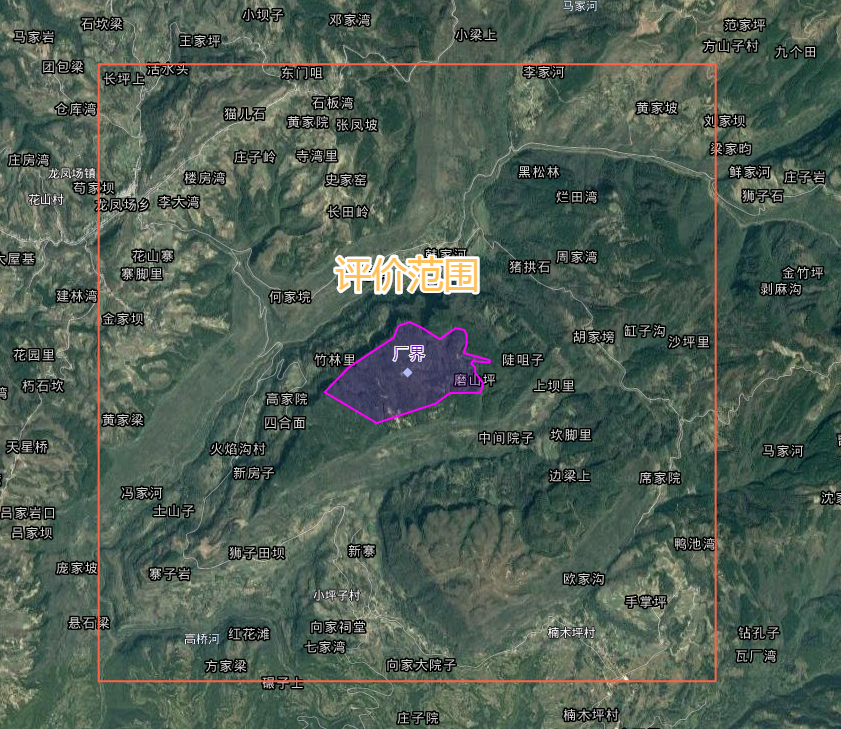 马家河
小坝子
邓家湾
石坎梁
范家坪
马家岩
王家坪
小梁上
方山子村
九个田
团包梁
活水头
东门咀
李家河
长坪上
仓库湾
石板湾
黄家坡
猫儿石
黄家院
张凤坡
刘家坝
庄房湾
庄子岭
寺湾里
梁家昀
龙凤场镇
楼房湾
史家窑
黑松林
鲜家河
庄子岩
苟家坝
花山村
龙凤场乡
李大湾
烂田湾
狮子石
长田岭
花山寨
周家湾
大屋基
评价范围
猪拱石
寨脚里
金竹坪
剥麻沟
建林湾
何家垸
金家坝
缸子沟
胡家塝
沙坪里
花园里
竹林里
厂界
陡咀子
朽石坎
磨山坪
上坝里
高家院
黄家梁
四合面
中间院子
坎脚里
天星桥
火焰沟村
马家河
新房子
边梁上
席家院
冯家河
土山子
吕家岩口
吕家坝
鸭池湾
狮子田坝
新寨
庞家坡
寨子岩
欧家沟
小坪子村
手掌坪
悬石梁
高桥河
红花滩
向家祠堂
楠木坪村
钻孔子
七家湾
瓦厂湾
方家梁
向家大院子
碾子上
庄子院
楠木坪村